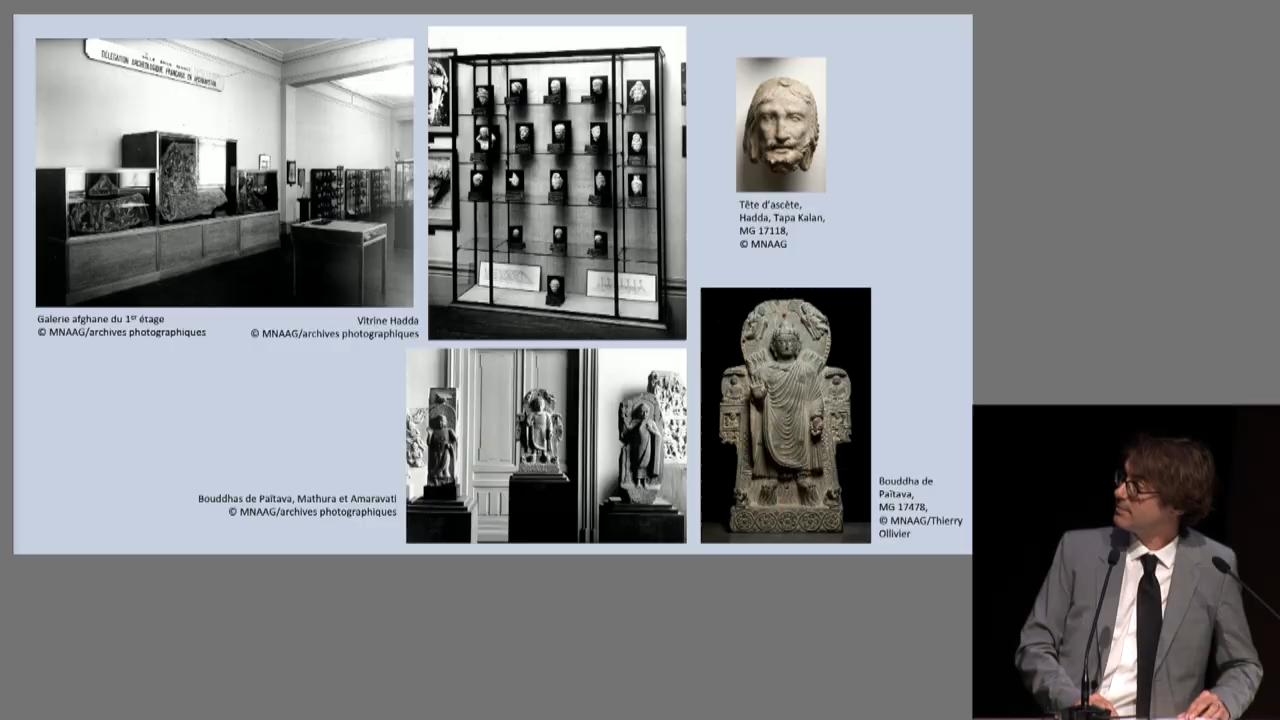 DÉLÉGATION ARCHÉOLOGIQUE FRANÇAISE EN AFGHANISTAN
Galerie afghane du 1er étage
© MNAAG/archives photographiques
Vitrine Hadda
© MNAAG/archives photographiques
Tête d'ascète,
Hadda, Tapa Kalan,
MG 17118,
© MNAAG
Bouddhas de Païtava, Mathura et Amaravati
© MNAAG/archives photographiques
Bouddha de
Païtava,
MG 17478,
© MNAAG/Thierry
Ollivier